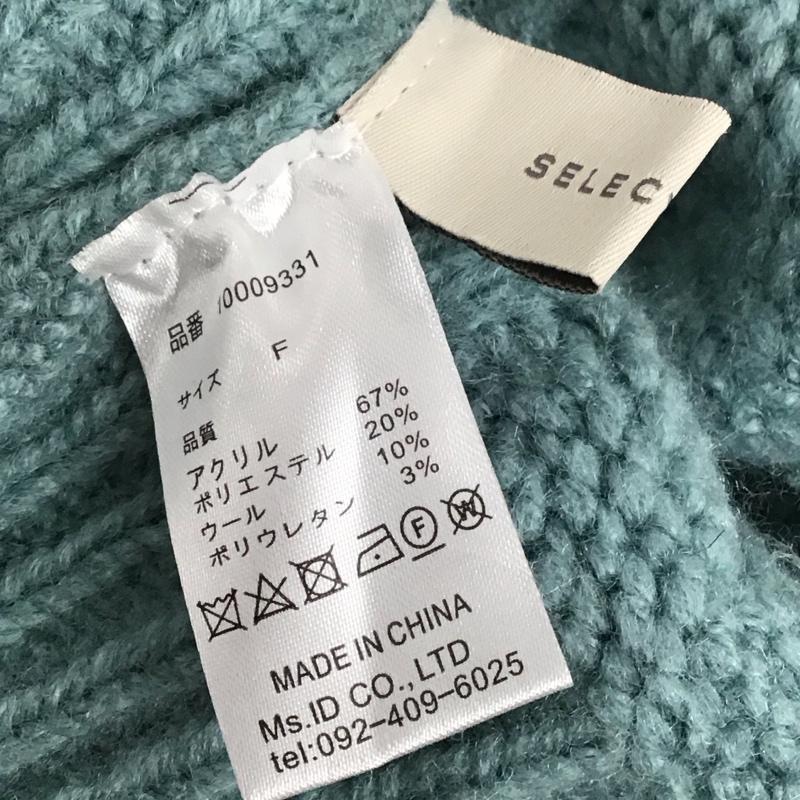 SELEC
品番 10009331
サイズ F
品質
アクリル 67%
ポリエステル 20%
ウール 10%
ポリウレタン 3%
F W
MADE IN CHINA
Ms.ID CO.,LTD
tel:092-409-6025